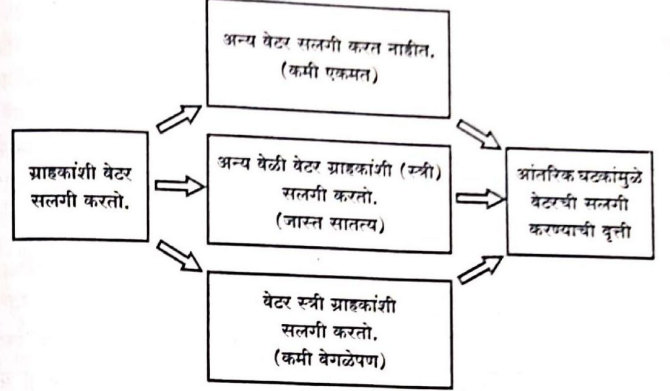 अन्य वेटर सलगी करत नाहीत.
(कमी एकमत)
ग्राहकांशी वेटर
सलगी करतो.
अन्य वेळी वेटर ग्राहकांशी (स्त्री)
सलगी करतो.
(जास्त सातत्य)
आंतरिक घटकांमुळे
वेटरची सलगी
करण्याची वृत्ती
वेटर स्त्री ग्राहकांशी
सलगी करतो.
(कमी वेगळेपण)